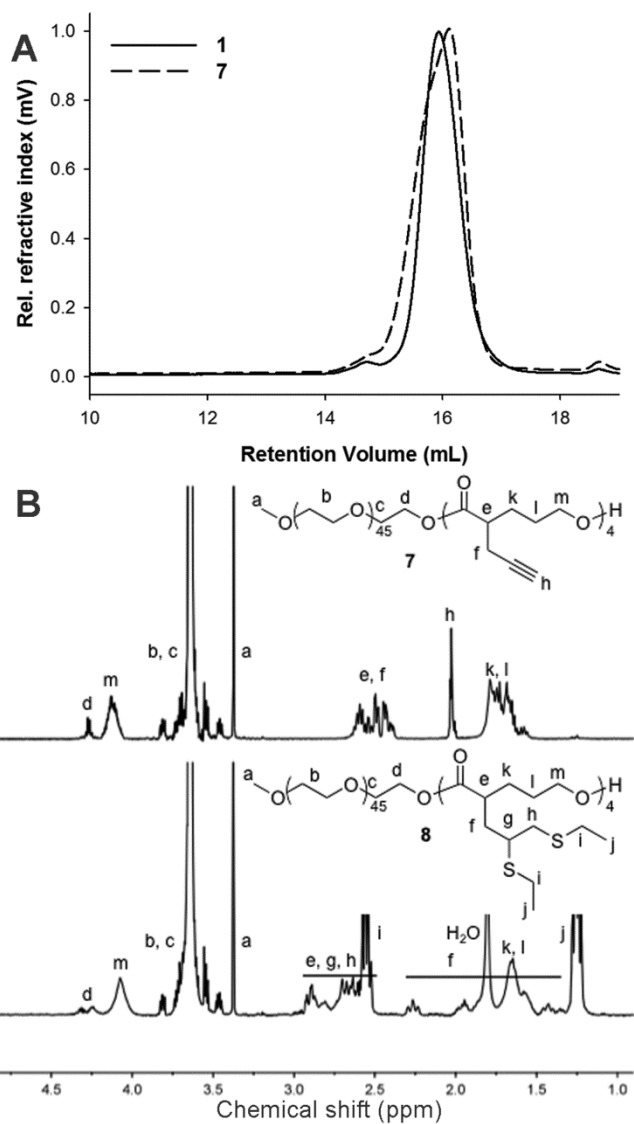 A
1
7
1.0
0.8
0.6
0.4
0.2
0.0
Rel. refractive index (mV)
10 12 14 16 18
Retention Volume (mL)
B
a O b O c 45 d O O e k l m O H 4
f h
7
d m b, c a e, f h k, l
a O b O c 45 d O O e k l m O H 4
f g h S i j
S i j
8
d m b, c a e, g, h i H2O f k, l j
4.5 4.0 3.5 3.0 2.5 2.0 1.5 1.0
Chemical shift (ppm)